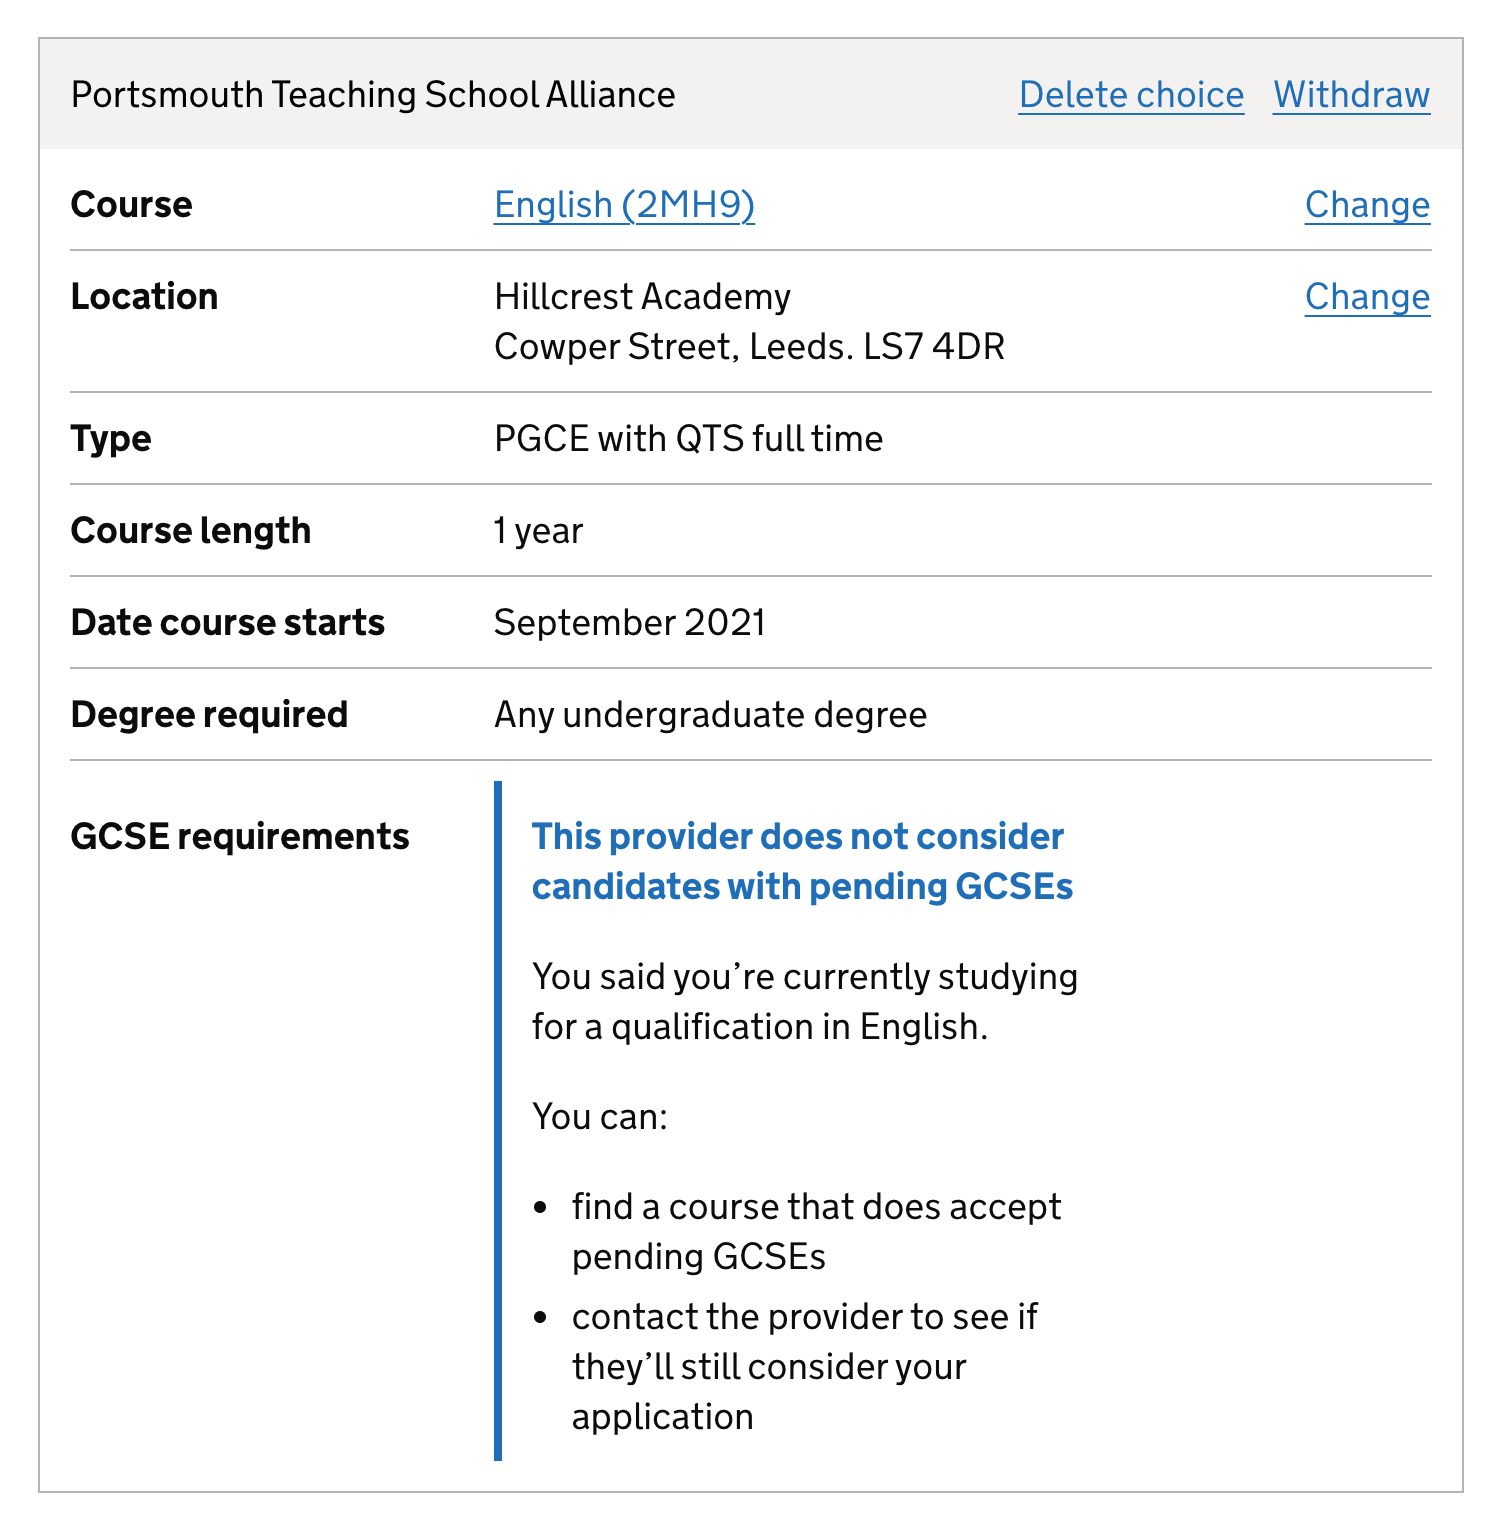 Portsmouth Teaching School Alliance Delete choice Withdraw
Course English (2MH9) Change
Location Hillcrest Academy Change
Cowper Street, Leeds. LS7 4DR
Type PGCE with QTS full time
Course length 1 year
Date course starts September 2021
Degree required Any undergraduate degree
GCSE requirements This provider does not consider
candidates with pending GCSEs
You said you’re currently studying
for a qualification in English.
You can:
• find a course that does accept
pending GCSEs
• contact the provider to see if
they’ll still consider your
application